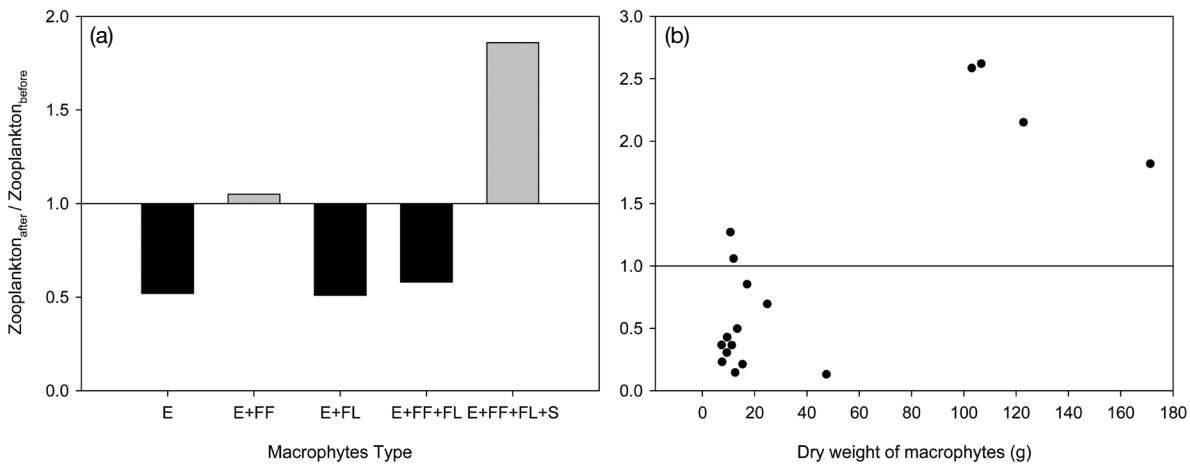 (a)
2.0
1.5
1.0
0.5
0.0
Zooplanktonafter / Zooplanktonbefore
E
E+FF
E+FL
E+FF+FL
E+FF+FL+S
Macrophytes Type
(b)
3.0
2.5
2.0
1.5
1.0
0.5
0.0
0
20
40
60
80
100
120
140
160
180
Dry weight of macrophytes (g)